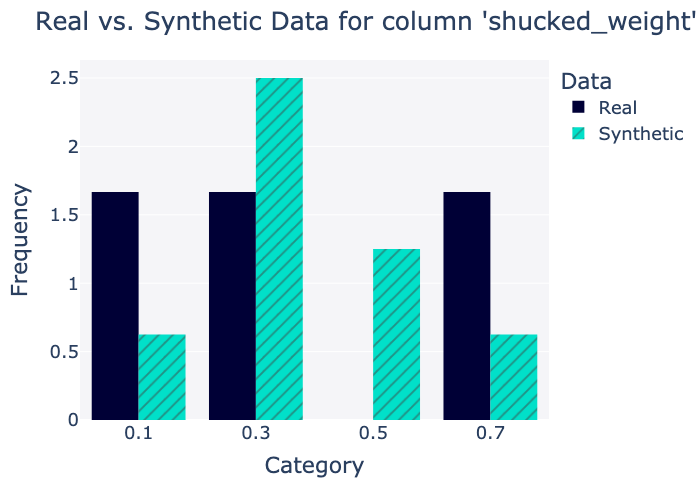 Real vs. Synthetic Data for column 'shucked_weight'
Data
Real
Synthetic
2.5
2
1.5
1
0.5
0
Frequency
0.1 0.3 0.5 0.7
Category